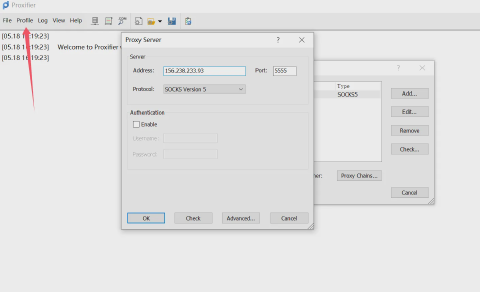 Proxifier
File Profile Log View Help
[05.18 16:19:23]
[05.18 16:19:23] Welcome to Proxifier
[05.18 16:19:23]
Proxy Server
Server
Address: 156.238.233.93 Port: 5555
Protocol: SOCKS Version 5
Authentication
Enable
Username:
Password:
OK Check Advanced... Cancel
Type
SOCKS5
Add...
Edit...
Remove
Check...
Proxy Chains...
Cancel